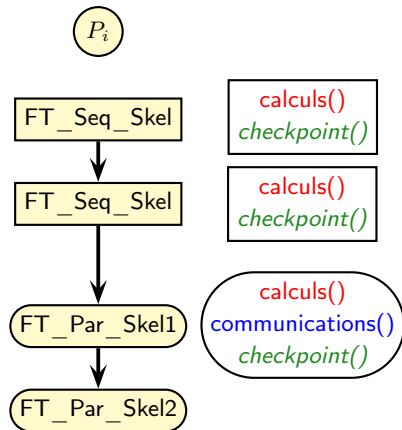 P_i
FT_Seq_Skel
calculs()
checkpoint()
FT_Seq_Skel
calculs()
checkpoint()
FT_Par_Skel1
calculs()
communications()
checkpoint()
FT_Par_Skel2